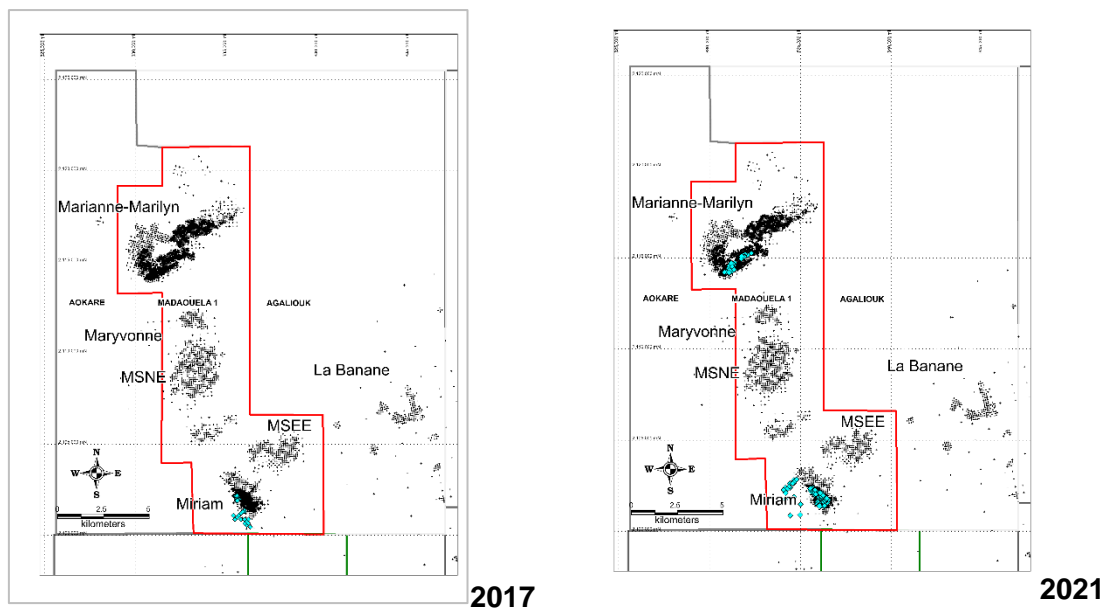 Marianne-Marilyn
AOKARE
MADAOUELA 1
AGALIOUK
Maryvonne
MSNE
La Banane
MSEE
N
W
E
S
Miriam
0
2.5
5
kilometers
2017
Marianne-Marilyn
AOKARE
MADAOUELA 1
AGALIOUK
Maryvonne
MSNE
La Banane
MSEE
N
W
E
S
Miriam
0
2.5
5
kilometers
2021